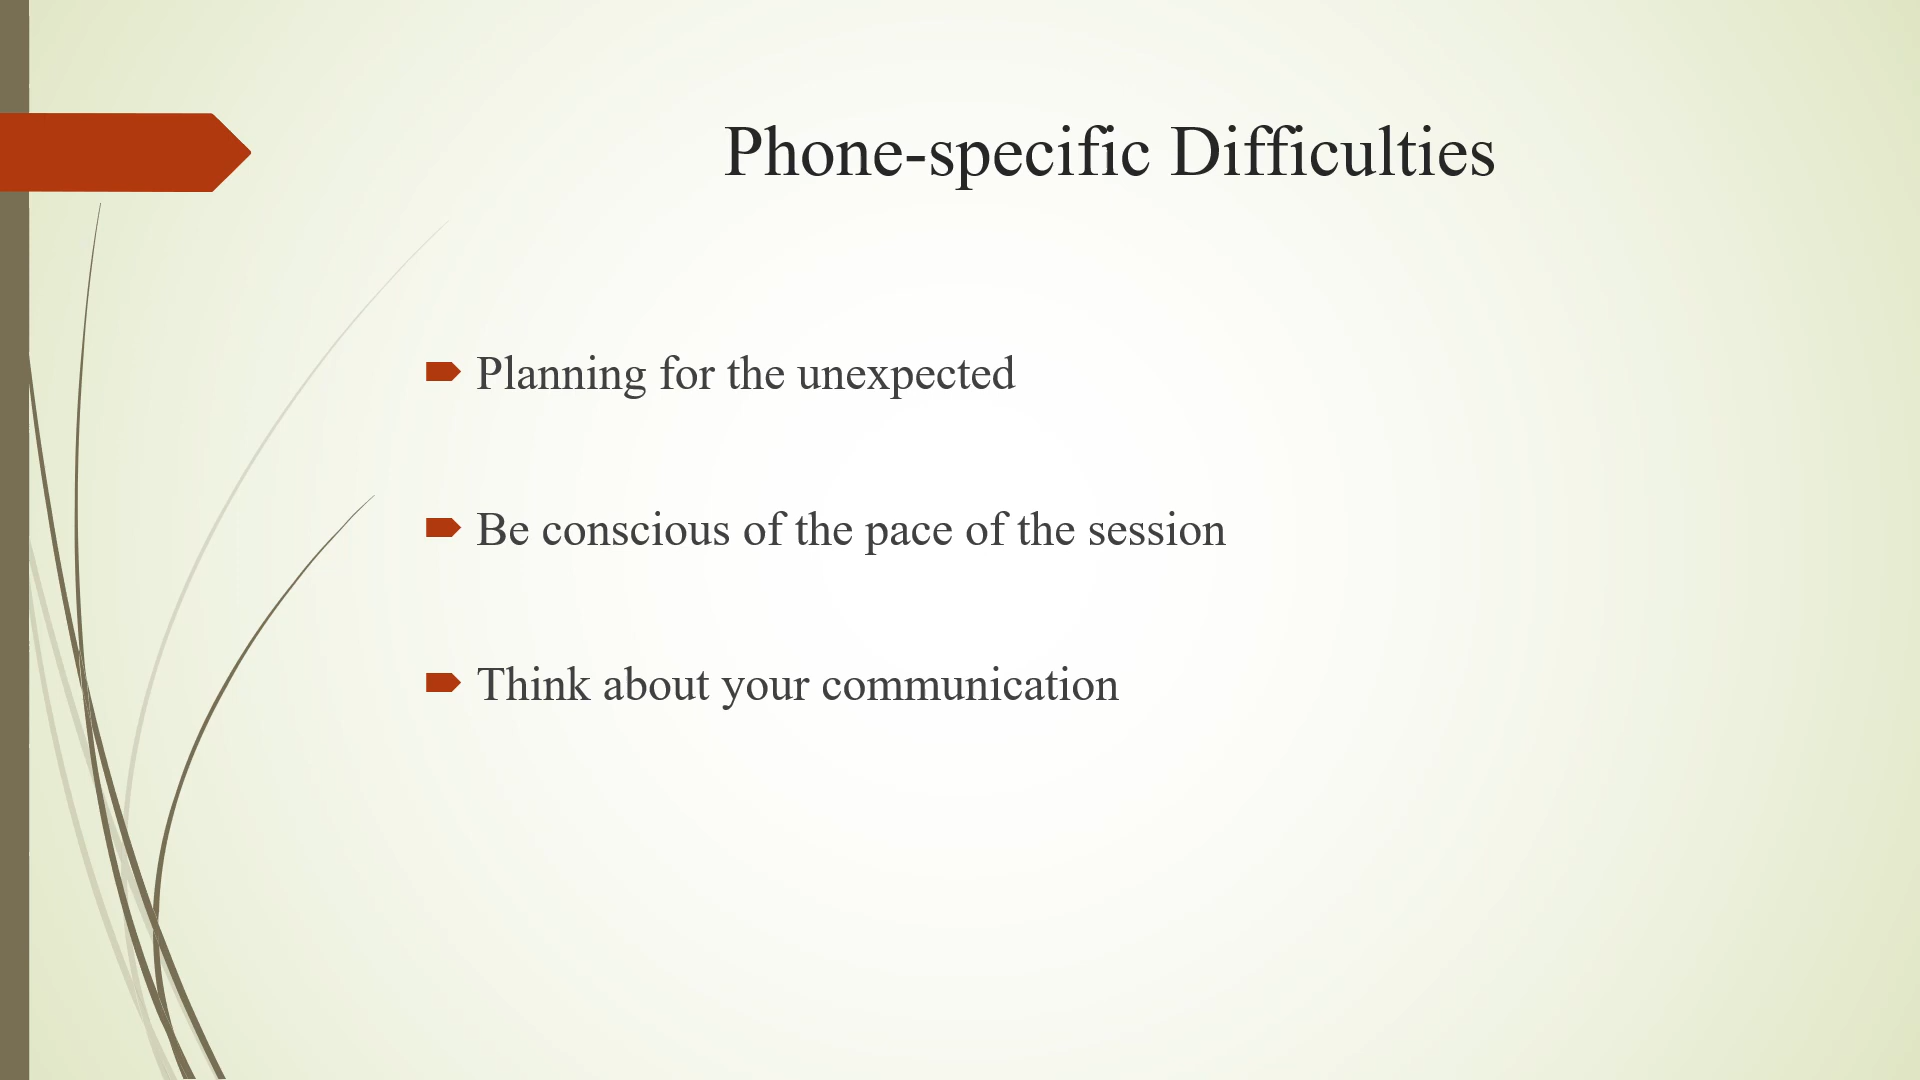 Phone-specific Difficulties
Planning for the unexpected
Be conscious of the pace of the session
Think about your communication